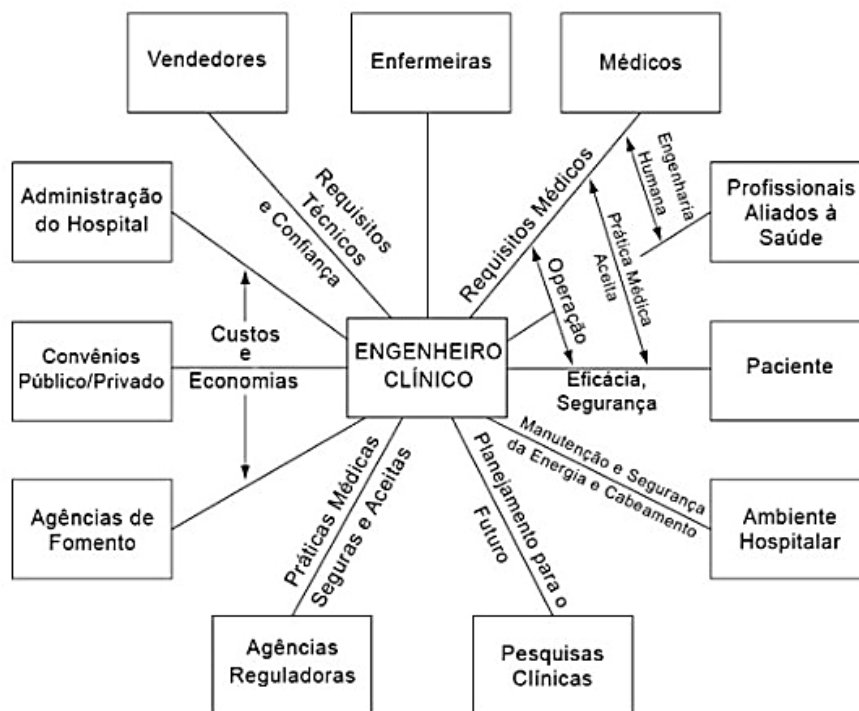 Vendedores
Enfermeiras
Médicos
Administração
do Hospital
Requisitos
Técnicos
e Confiança
Requisitos Médicos
Engenharia
Humana
Profissionais
Aliados à
Saúde
Prática Médica
Aceita
Operação
Convênios
Público/Privado
Custos
e
Economias
ENGENHEIRO
CLÍNICO
Eficácia,
Segurança
Paciente
Agências de
Fomento
Práticas Médicas
Seguras e Aceitas
Planejamento para o
Futuro
Manutenção e Segurança
da Energia e Cabeamento
Ambiente
Hospitalar
Agências
Reguladoras
Pesquisas
Clínicas